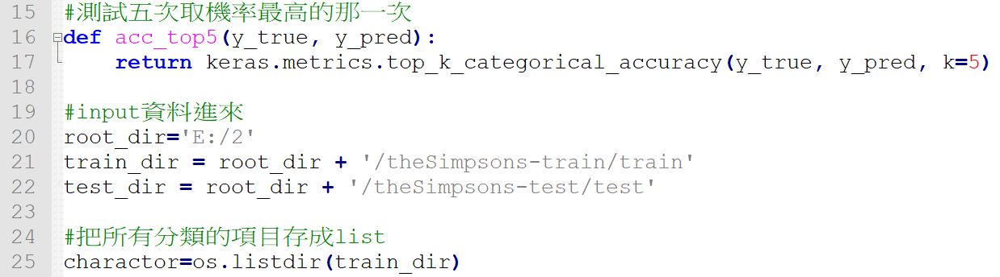 15 #測試五次取機率最高的那一次
16 def acc_top5(y_true, y_pred):
17     return keras.metrics.top_k_categorical_accuracy(y_true, y_pred, k=5)
18
19 #input資料進來
20 root_dir='E:/2'
21 train_dir = root_dir + '/theSimpsons-train/train'
22 test_dir = root_dir + '/theSimpsons-test/test'
23
24 #把所有分類的項目存成list
25 charactor=os.listdir(train_dir)